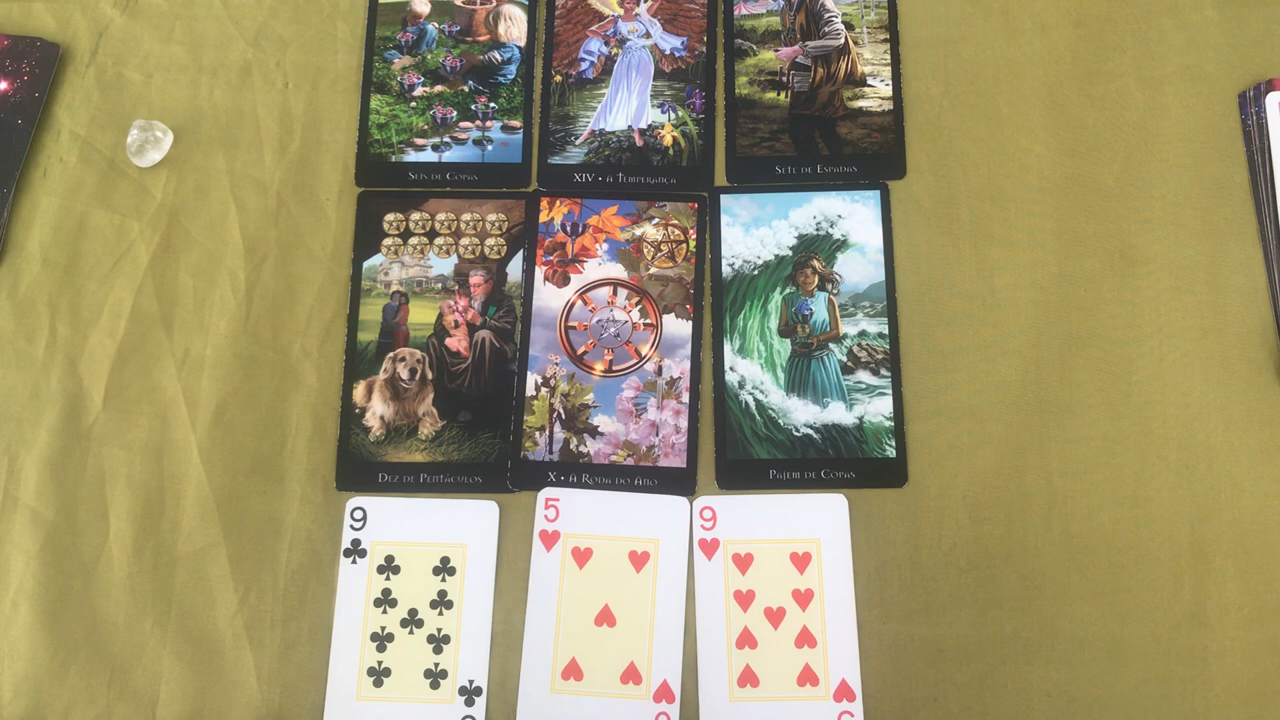 Seis de Copas
XIV • A Temperança
Sete de Espadas
Dez de Pentáculos
X • A Roda do Ano
Pajem de Copas
9
5
9